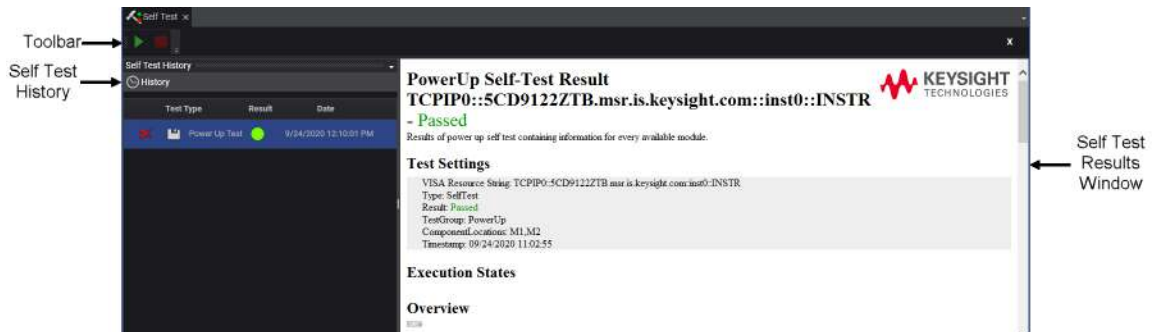 Self Test ×
Toolbar
x
Self Test
History
Self Test History
History
Test Type Result Date
Power Up Test 9/24/2020 12:10:01 PM
PowerUp Self-Test Result
TCPIP0::5CD9122ZTB.msr.is.keysight.com::inst0::INSTR
- Passed
KEYSIGHT
TECHNOLOGIES
Results of power up self test containing information for every available module.
Test Settings
VISA Resource String: TCPIP0::5CD9122ZTB.msr.is.keysight.com::inst0::INSTR
Type: SelfTest
Result: Passed
TestGroup: PowerUp
ComponentLocations: M1,M2
Timestamp: 09/24/2020 11:02:55
Execution States
Overview
Self Test
Results
Window